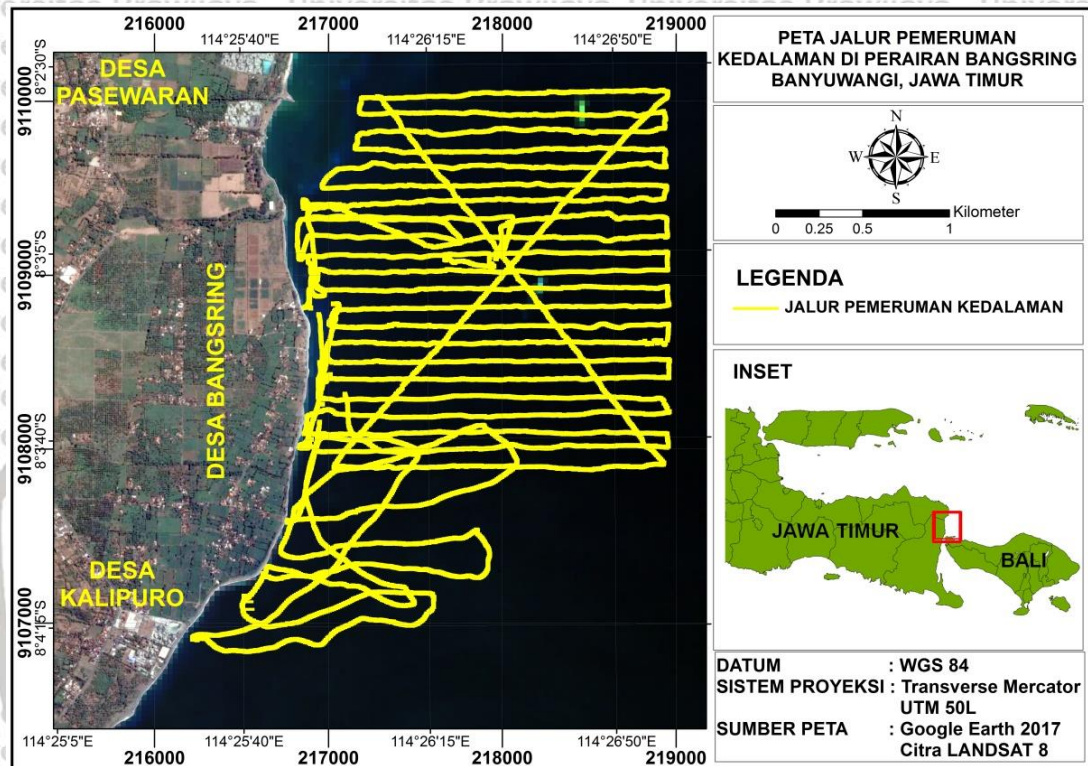 216000 217000 218000 219000
114°25'40"E 114°26'15"E 114°26'50"E
8°2'30"S
9110000
8°3'5"S
9109000
8°3'40"S
9108000
8°4'15"S
9107000
DESA
PASEWARAN
DESA BANGSRING
DESA
KALIPURO
114°25'5"E 114°25'40"E 114°26'15"E 114°26'50"E
216000 217000 218000 219000
PETA JALUR PEMERUMAN
KEDALAMAN DI PERAIRAN BANGSRING
BANYUWANGI, JAWA TIMUR
N
W E
S
Kilometer
0 0.25 0.5 1
LEGENDA
JALUR PEMERUMAN KEDALAMAN
INSET
JAWA TIMUR
BALI
DATUM : WGS 84
SISTEM PROYEKSI : Transverse Mercator
UTM 50L
SUMBER PETA : Google Earth 2017
Citra LANDSAT 8